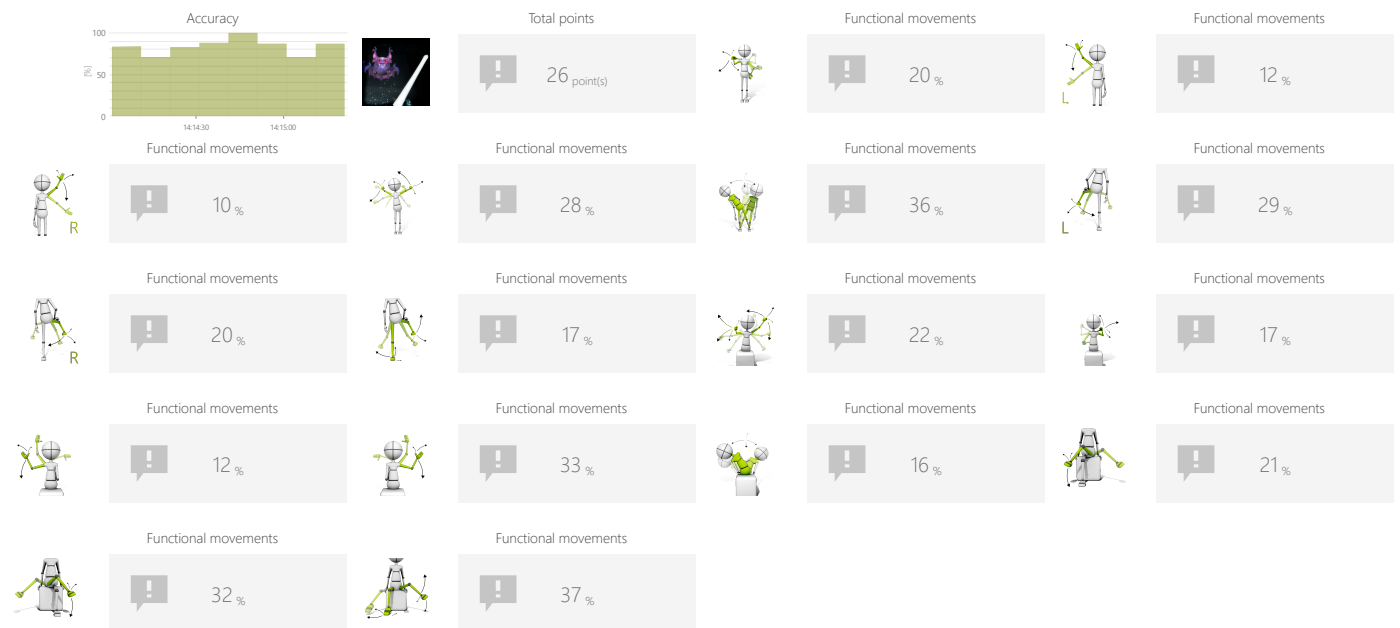 Accuracy
Total points
Functional movements
Functional movements
100
[%]
50
0
14:14:30
14:15:00
26 point(s)
20 %
L
12 %
Functional movements
Functional movements
Functional movements
Functional movements
R
10 %
28 %
36 %
L
29 %
Functional movements
Functional movements
Functional movements
Functional movements
R
20 %
17 %
22 %
17 %
Functional movements
Functional movements
Functional movements
Functional movements
12 %
33 %
16 %
21 %
Functional movements
Functional movements
32 %
37 %